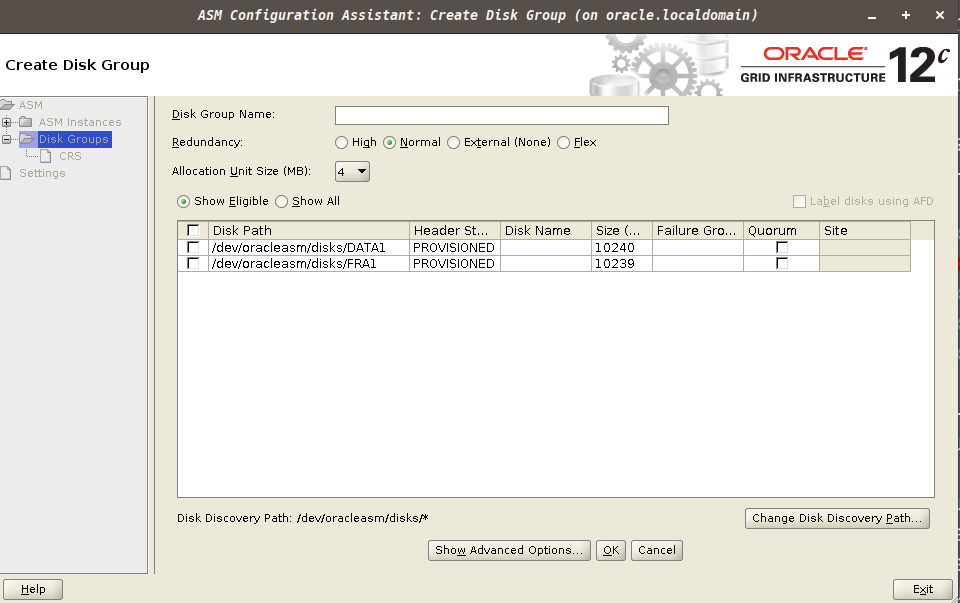 ASM Configuration Assistant: Create Disk Group (on oracle.localdomain)
Create Disk Group
ORACLE
GRID INFRASTRUCTURE 12c
ASM
ASM Instances
Disk Groups
CRS
Settings
Disk Group Name:
Redundancy: High Normal External (None) Flex
Allocation Unit Size (MB): 4
Show Eligible Show All Label disks using AFD
Disk Path Header St... Disk Name Size (... Failure Gro... Quorum Site
/dev/oracleasm/disks/DATA1 PROVISIONED 10240
/dev/oracleasm/disks/FRA1 PROVISIONED 10239
Disk Discovery Path: /dev/oracleasm/disks/* Change Disk Discovery Path...
Show Advanced Options... OK Cancel
Help Exit